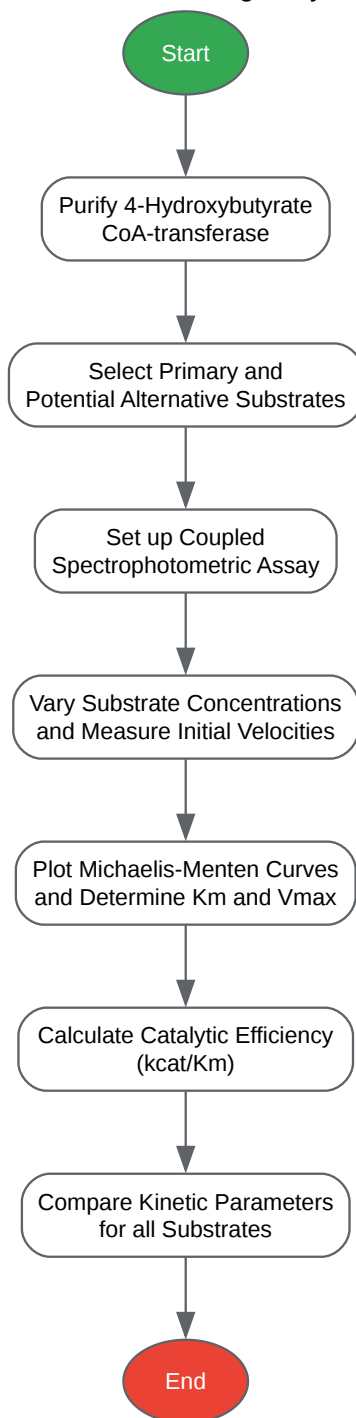 Start
Purify 4-Hydroxybutyrate
CoA-transferase
Select Primary and
Potential Alternative Substrates
Set up Coupled
Spectrophotometric Assay
Vary Substrate Concentrations
and Measure Initial Velocities
Plot Michaelis-Menten Curves
and Determine Km and Vmax
Calculate Catalytic Efficiency
(kcat/Km)
Compare Kinetic Parameters
for all Substrates
End